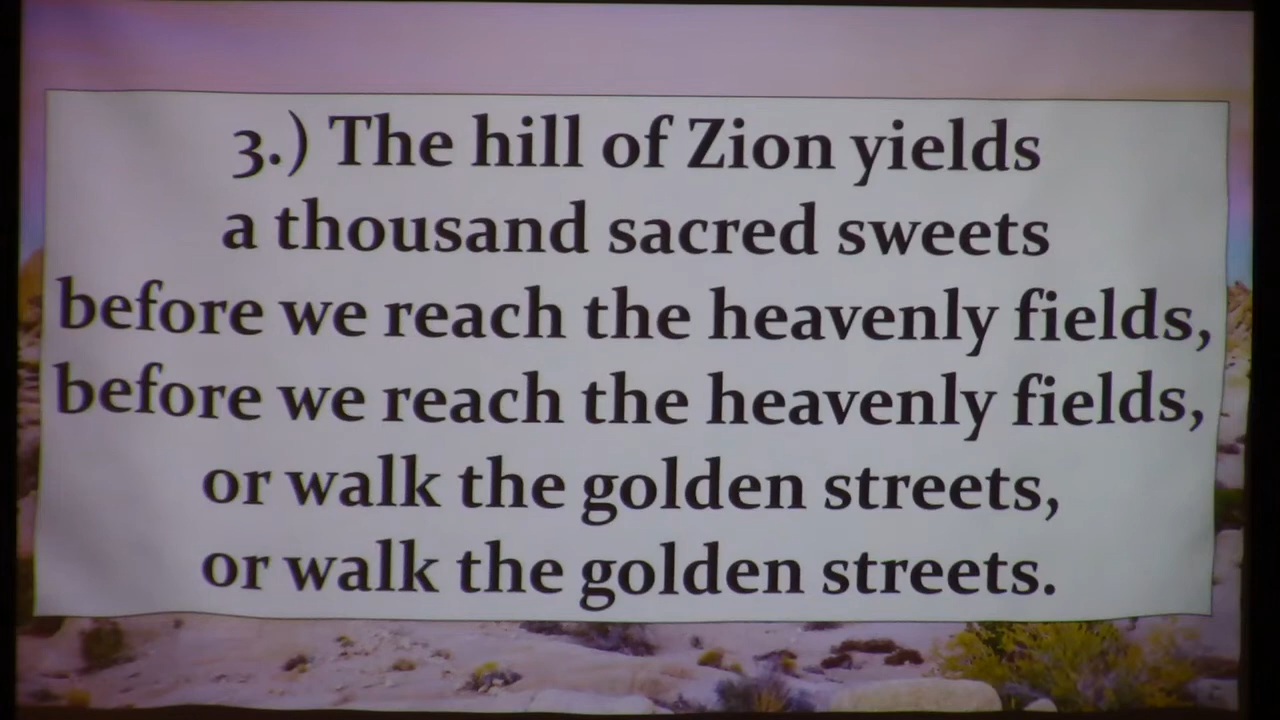 3.) The hill of Zion yields
a thousand sacred sweets
before we reach the heavenly fields,
before we reach the heavenly fields,
or walk the golden streets,
or walk the golden streets.